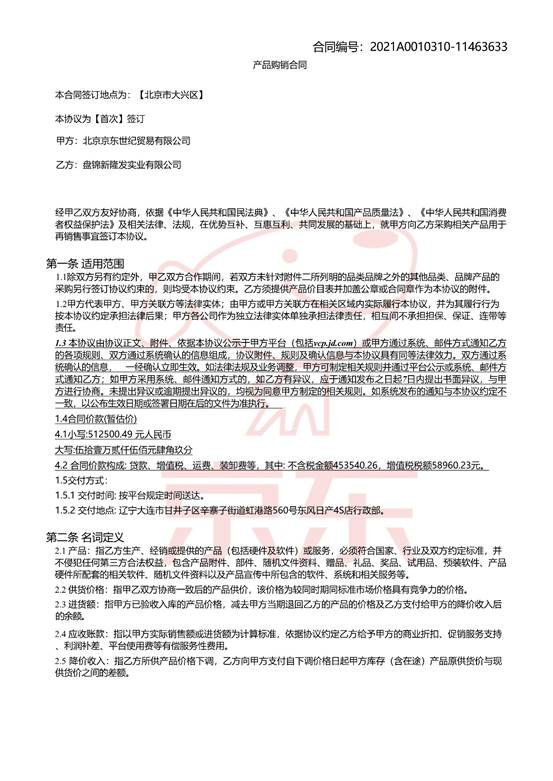 合同编号：2021A0010310-11463633
产品购销合同
本合同签订地点为：【北京市大兴区】
本协议为【首次】签订
甲方：北京京东世纪贸易有限公司
乙方：盘锦新隆发实业有限公司
经甲乙双方友好协商，依据《中华人民共和国民法典》、《中华人民共和国产品质量法》、《中华人民共和国消费
者权益保护法》及相关法律、法规，在优势互补、互惠互利、共同发展的基础上，就甲方向乙方采购相关产品用于
再销售事宜签订本协议。
第一条 适用范围
1.1除双方另有约定外，甲乙双方合作期间，若双方未针对附件二所列明的品类品牌之外的其他品类、品牌产品的
采购另行签订协议约束的，则均受本协议约束。乙方须提供产品价目表并加盖公章或合同章作为本协议的附件。
1.2甲方代表甲方、甲方关联方等法律实体；由甲方或甲方关联方在相关区域内实际履行本协议，并为其履行行为
按本协议约定承担法律后果；甲方各公司作为独立法律实体单独承担法律责任，相互间不承担担保、保证、连带等
责任。
1.3 本协议由协议正文、附件、依据本协议公示于甲方平台（包括vcp.jd.com）或甲方通过系统、邮件方式通知乙方
的各项规则、双方通过系统确认的信息组成，协议附件、规则及确认信息与本协议具有同等法律效力。双方通过系
统确认的信息， 一经确认立即生效。如法律法规及业务调整，甲方可制定相关规则并通过平台公示或系统、邮件方
式通知乙方；如甲方采用系统、邮件通知方式的，如乙方有异议，应于通知发布之日起7日内提出书面异议，与甲
方进行协商。未提出异议或逾期提出异议的，均视为同意甲方制定的相关规则。如系统发布的通知与本协议约定不
一致，以公布生效日期或签署日期在后的文件为准执行。
1.4合同价款(暂估价)
4.1小写:512500.49 元人民币
大写:伍拾壹万贰仟伍佰元肆角玖分
4.2 合同价款构成: 贷款、增值税、运费、装卸费等，其中: 不含税金额453540.26，增值税税额58960.23元。
1.5交付方式：
1.5.1 交付时间: 按平台规定时间送达。
1.5.2 交付地点: 辽宁大连市甘井子区辛寨子街道虹港路560号东风日产4S店行政部。
第二条 名词定义
2.1 产品：指乙方生产、经销或提供的产品（包括硬件及软件）或服务，必须符合国家、行业及双方约定标准，并
不侵犯任何第三方合法权益，包含产品附件、部件、随机文件资料、赠品、礼品、奖品、试用品、预装软件、产品
硬件所配套的相关软件、随机文件资料以及产品宣传中所包含的软件、系统和相关服务等。
2.2 供货价格：指甲乙双方协商一致后的产品供价，该价格为较同时期同标准市场价格具有竞争力的价格。
2.3 进货额：指甲方已验收入库的产品价格，减去甲方当期退回乙方的产品的价格及乙方支付给甲方的降价收入后
的余额。
2.4 应收账款：指以甲方实际销售额或进货额为计算标准，依据协议约定乙方给予甲方的商业折扣、促销服务支持
、利润补差、平台使用费等有偿服务性费用。
2.5 降价收入：指乙方所供产品价格下调，乙方向甲方支付自下调价格日起甲方库存（含在途）产品原供货价与现
供货价之间的差额。
京东